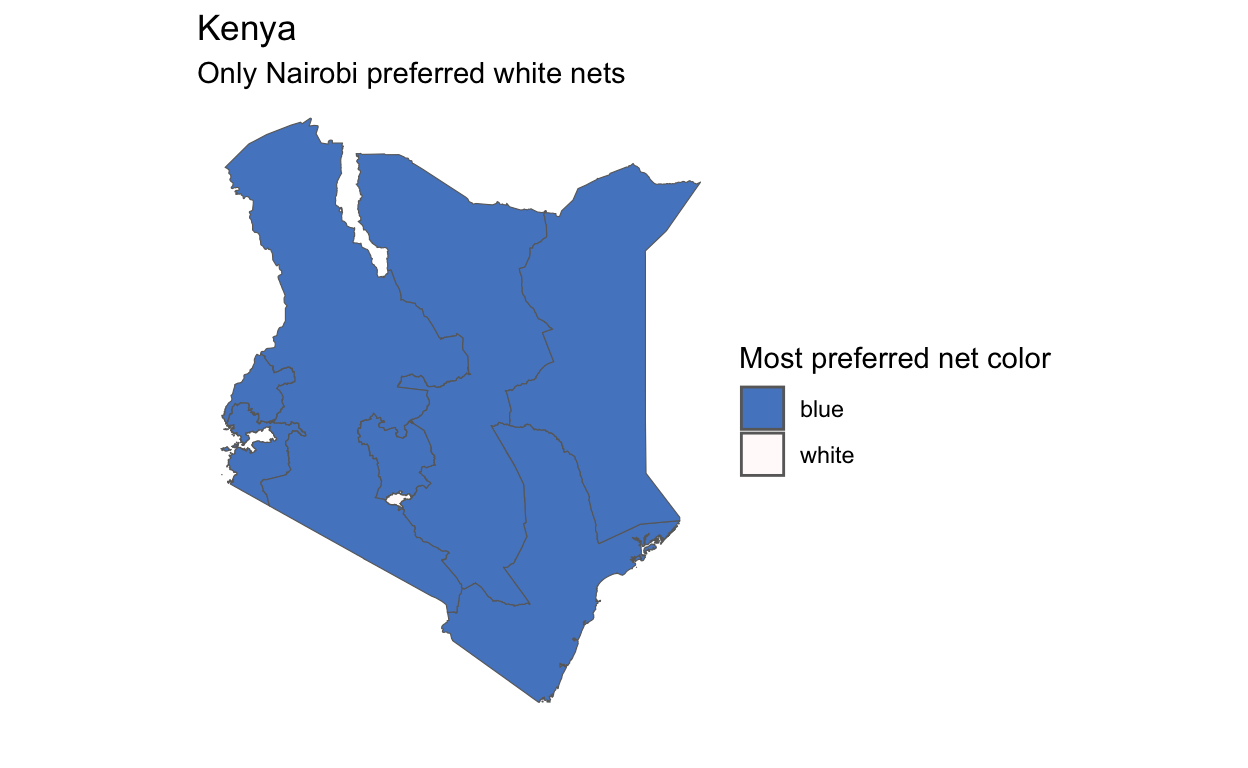 Kenya
Only Nairobi preferred white nets
Most preferred net color
blue
white